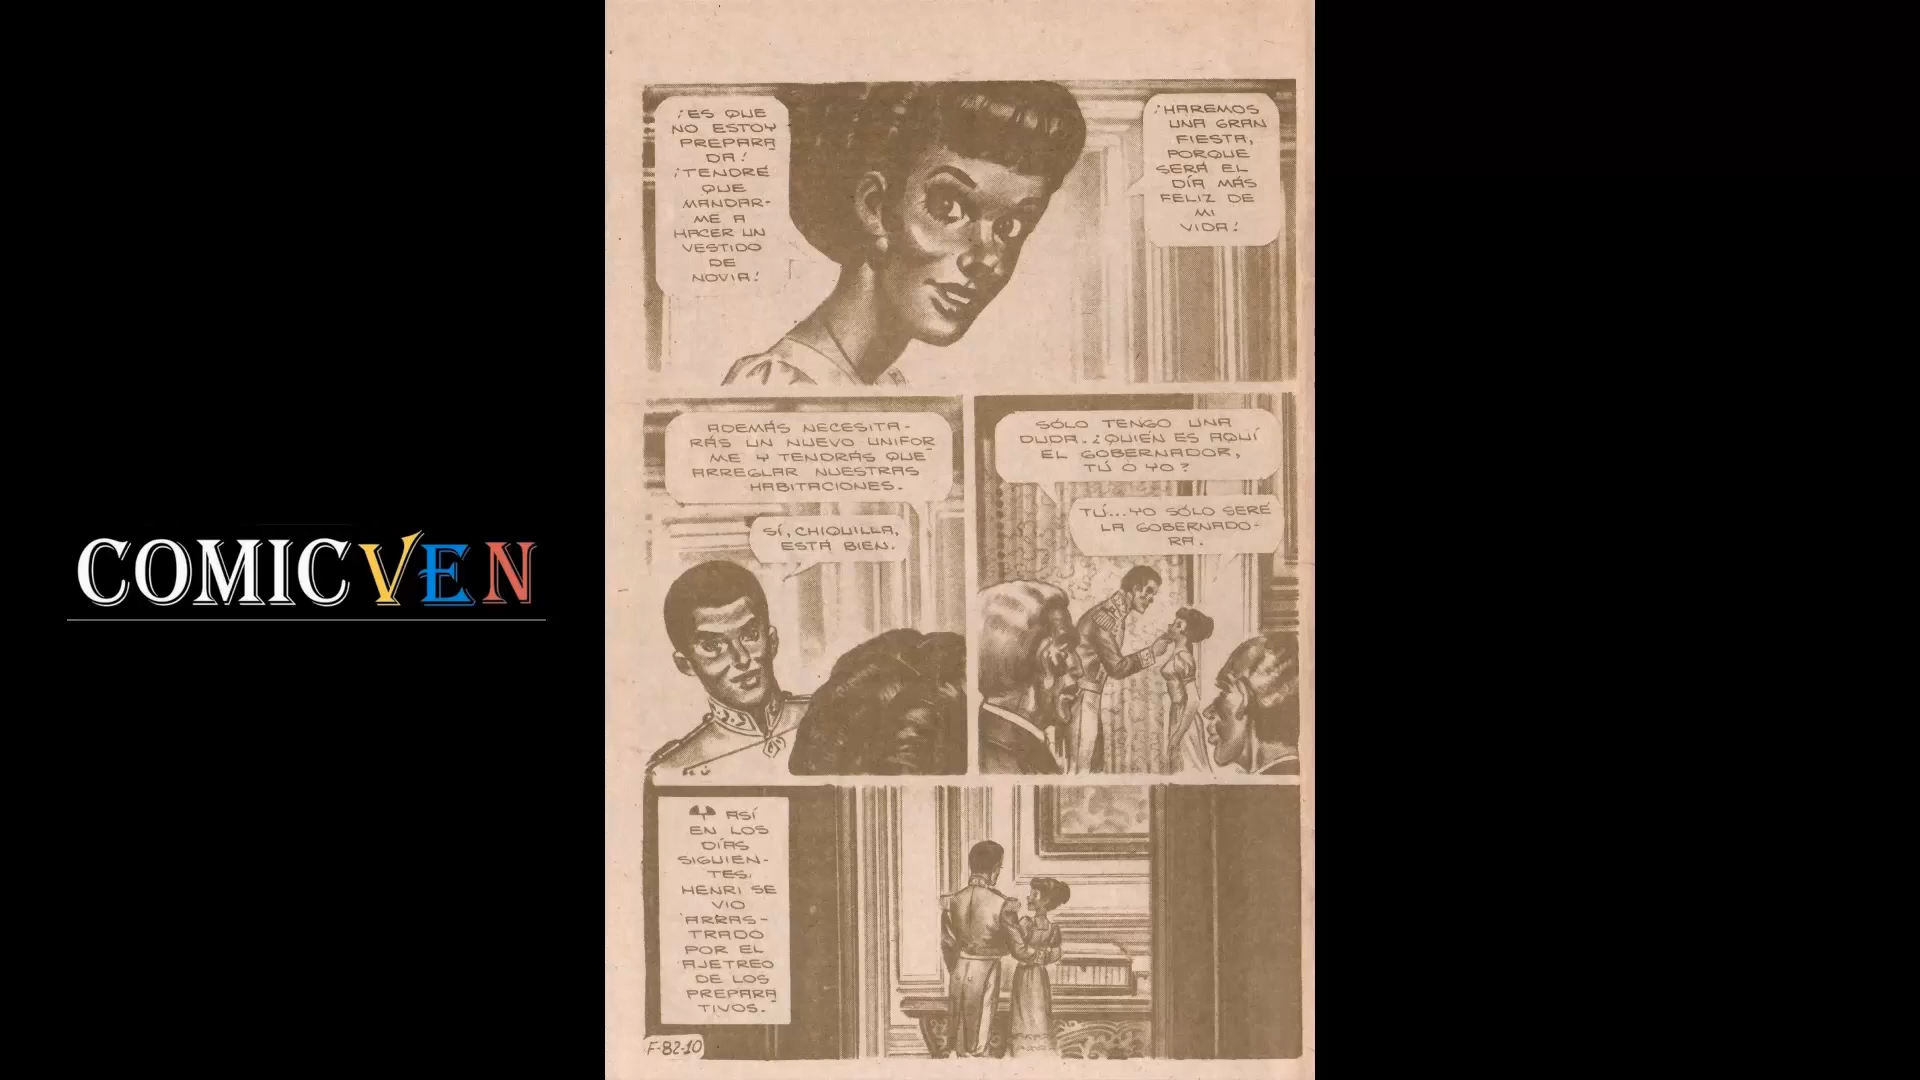 ¡ES QUE
NO ESTOY
PREPARA
DA!
¡TENDRÉ
QUE
MANDAR-
ME A
HACER UN
VESTIDO
DE
NOVIA!
¡HAREMOS
UNA GRAN
FIESTA,
PORQUE
SERÁ EL
DÍA MÁS
FELIZ DE
MI
VIDA!
ADEMÁS NECESITA-
RÁS UN NUEVO UNIFOR
ME Y TENDRÁS QUE
ARREGLAR NUESTRAS
HABITACIONES.
SÍ, CHIQUILLA,
ESTÁ BIEN.
SÓLO TENGO UNA
DUDA. ¿QUIÉN ES AQUÍ
EL GOBERNADOR,
TÚ O YO?
TÚ...YO SÓLO SERÉ
LA GOBERNADO-
RA.
COMICVEN
Y ASÍ
EN LOS
DÍAS
SIGUIEN-
TES,
HENRI SE
VIO
ARRAS-
TRADO
POR EL
AJETREO
DE LOS
PREPARA
TIVOS.
F-82-10